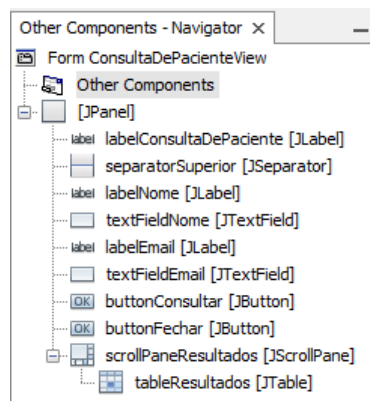 Other Components - Navigator ×
Form ConsultaDePacienteView
Other Components
[JPanel]
label labelConsultaDePaciente [JLabel]
separatorSuperior [JSeparator]
label labelNome [JLabel]
textFieldNome [JTextField]
label labelEmail [JLabel]
textFieldEmail [JTextField]
OK buttonConsultar [JButton]
OK buttonFechar [JButton]
scrollPaneResultados [JScrollPane]
tableResultados [JTable]